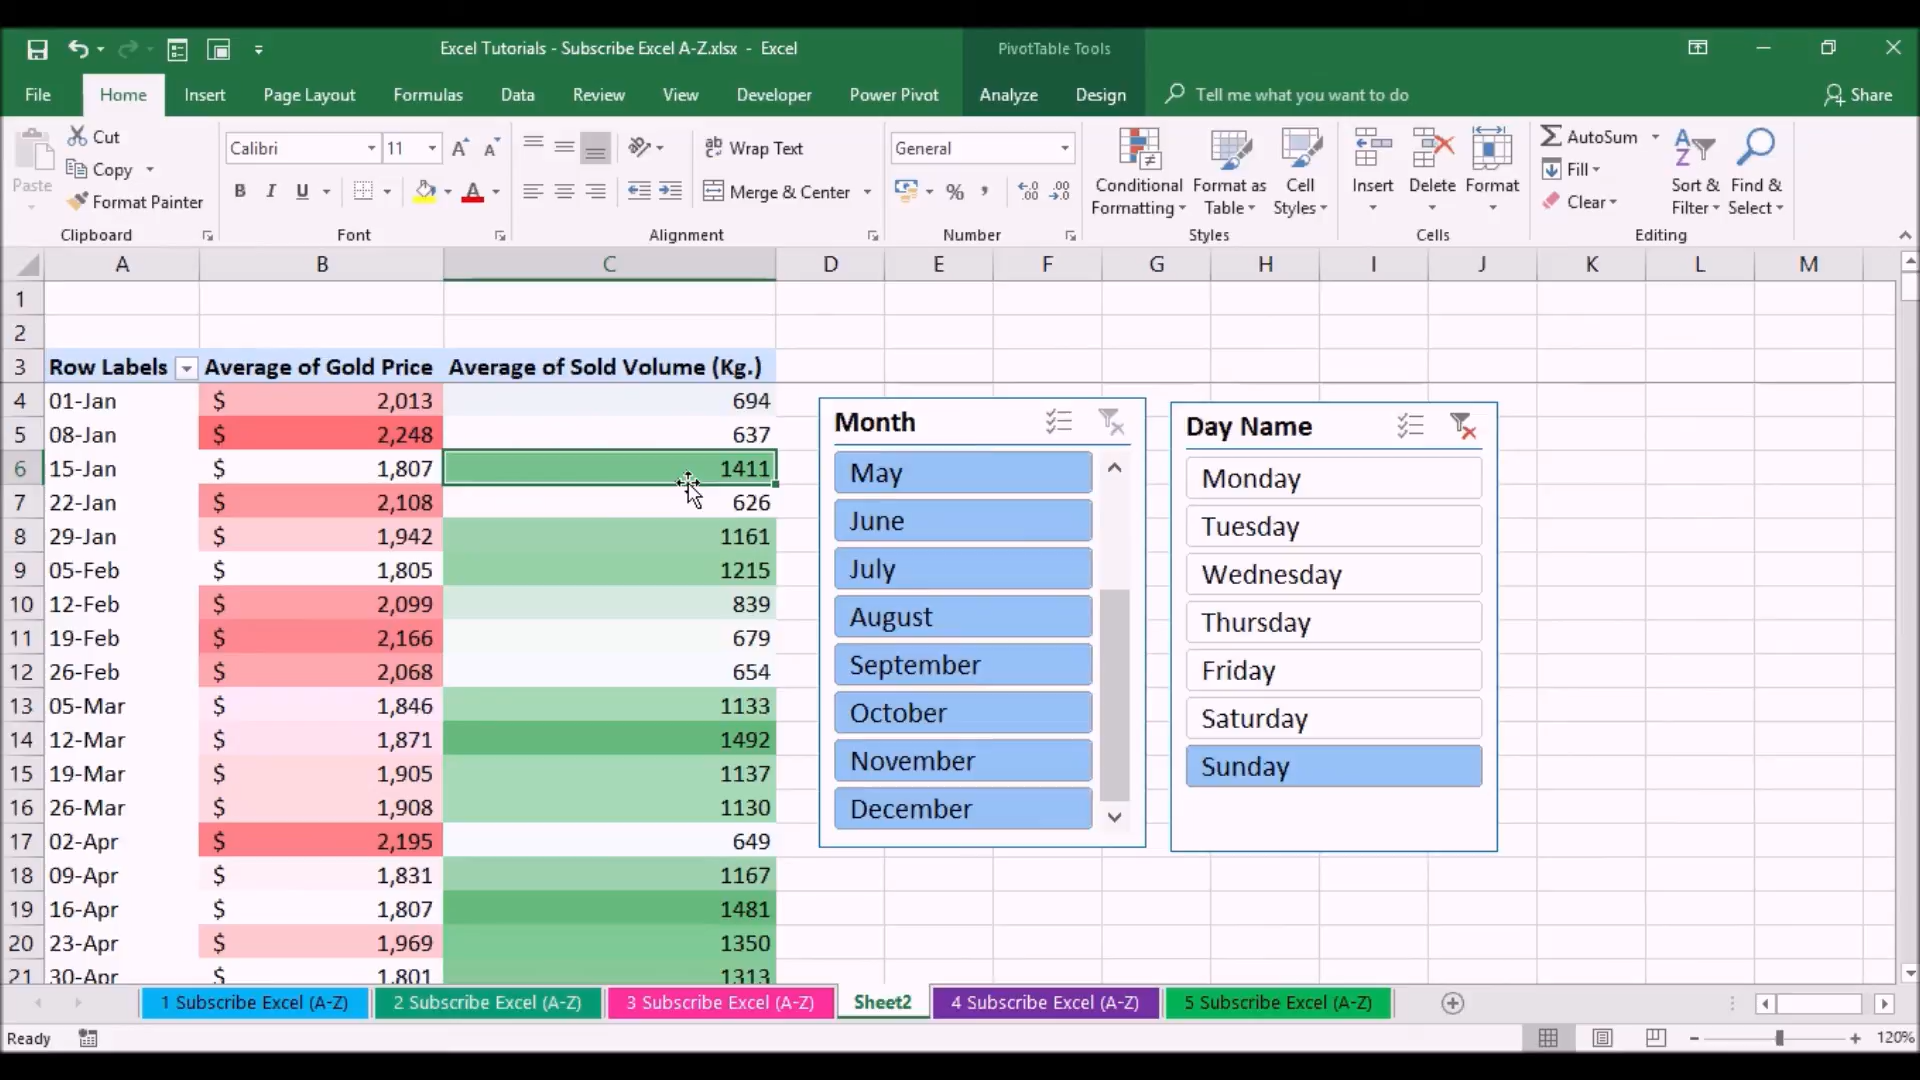 Excel Tutorials - Subscribe Excel A-Z.xlsx - Excel
PivotTable Tools
File Home Insert Page Layout Formulas Data Review View Developer Power Pivot Analyze Design Tell me what you want to do Share
Paste
Cut
Copy
Format Painter
Clipboard
Calibri 11
B I U
Font
Wrap Text
Merge & Center
Alignment
General
%
Number
Conditional Formatting
Format as Table
Cell Styles
Styles
Insert
Delete
Format
Cells
AutoSum
Fill
Clear
Sort & Filter
Find & Select
Editing
A B C D E F G H I J K L M
1
2
3 Row Labels Average of Gold Price Average of Sold Volume (Kg.)
4 01-Jan $ 2,013 694
5 08-Jan $ 2,248 637
6 15-Jan $ 1,807 1411
7 22-Jan $ 2,108 626
8 29-Jan $ 1,942 1161
9 05-Feb $ 1,805 1215
10 12-Feb $ 2,099 839
11 19-Feb $ 2,166 679
12 26-Feb $ 2,068 654
13 05-Mar $ 1,846 1133
14 12-Mar $ 1,871 1492
15 19-Mar $ 1,905 1137
16 26-Mar $ 1,908 1130
17 02-Apr $ 2,195 649
18 09-Apr $ 1,831 1167
19 16-Apr $ 1,807 1481
20 23-Apr $ 1,969 1350
21 30-Apr $ 1,801 1313
Month
May
June
July
August
September
October
November
December
Day Name
Monday
Tuesday
Wednesday
Thursday
Friday
Saturday
Sunday
1 Subscribe Excel (A-Z) 2 Subscribe Excel (A-Z) 3 Subscribe Excel (A-Z) Sheet2 4 Subscribe Excel (A-Z) 5 Subscribe Excel (A-Z)
Ready
120%